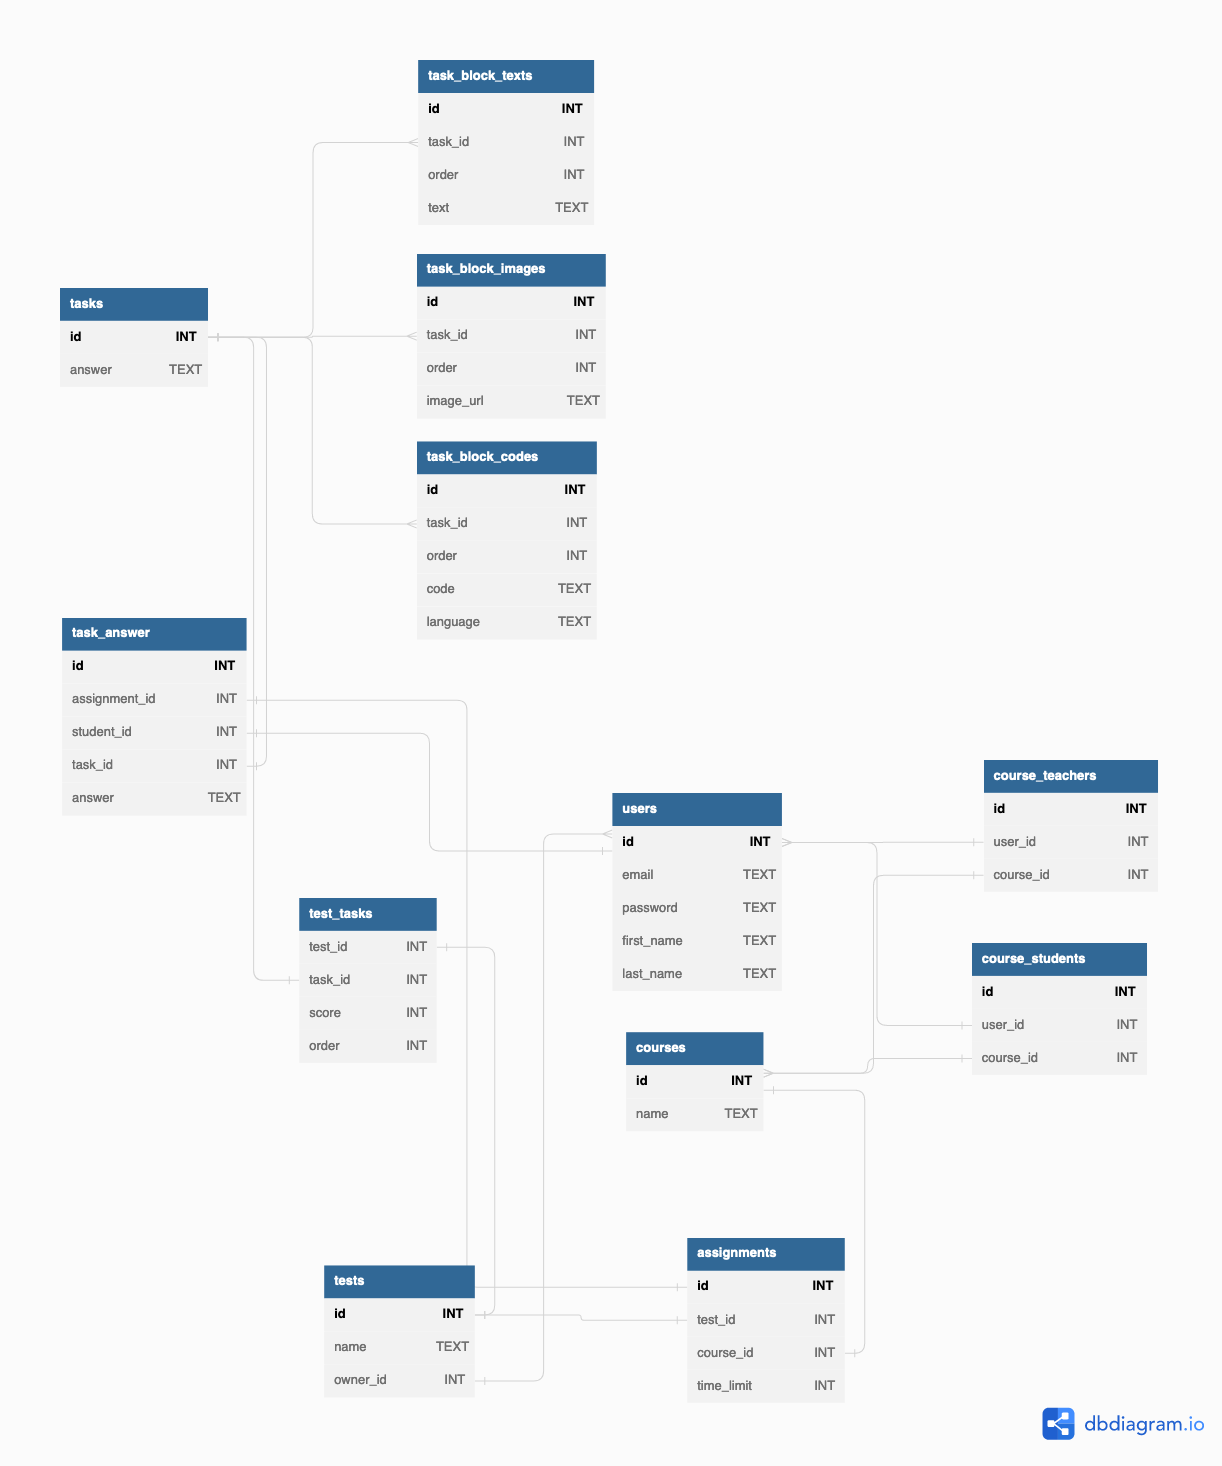 task_block_texts
id INT
task_id INT
order INT
text TEXT
task_block_images
id INT
task_id INT
order INT
image_url TEXT
tasks
id INT
answer TEXT
task_block_codes
id INT
task_id INT
order INT
code TEXT
language TEXT
task_answer
id INT
assignment_id INT
student_id INT
task_id INT
answer TEXT
users
id INT
email TEXT
password TEXT
first_name TEXT
last_name TEXT
course_teachers
id INT
user_id INT
course_id INT
test_tasks
test_id INT
task_id INT
score INT
order INT
course_students
id INT
user_id INT
course_id INT
courses
id INT
name TEXT
tests
id INT
name TEXT
owner_id INT
assignments
id INT
test_id INT
course_id INT
time_limit INT
dbdiagram.io